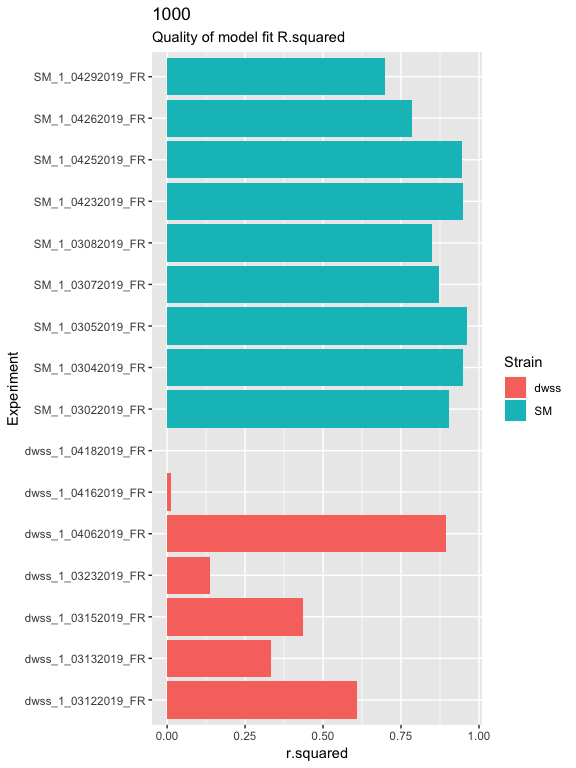 1000
Quality of model fit R.squared
SM_1_04292019_FR
SM_1_04262019_FR
SM_1_04252019_FR
SM_1_04232019_FR
SM_1_03082019_FR
SM_1_03072019_FR
SM_1_03052019_FR
SM_1_03042019_FR
SM_1_03022019_FR
dwss_1_04182019_FR
dwss_1_04162019_FR
dwss_1_04062019_FR
dwss_1_03232019_FR
dwss_1_03152019_FR
dwss_1_03132019_FR
dwss_1_03122019_FR
Experiment
0.00 0.25 0.50 0.75 1.00
r.squared
Strain
dwss
SM